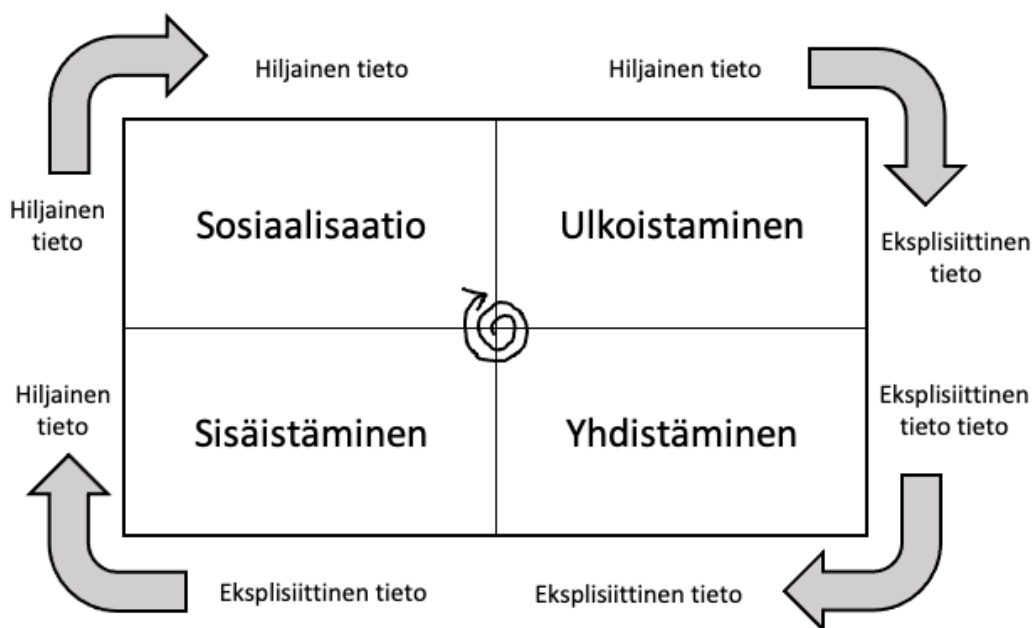 Hiljainen tieto
Hiljainen tieto
Hiljainen
tieto
Sosiaalisaatio
Ulkoistaminen
Eksplisiittinen
tieto
Hiljainen
tieto
Sisäistäminen
Yhdistäminen
Eksplisiittinen
tieto tieto
Eksplisiittinen tieto
Eksplisiittinen tieto